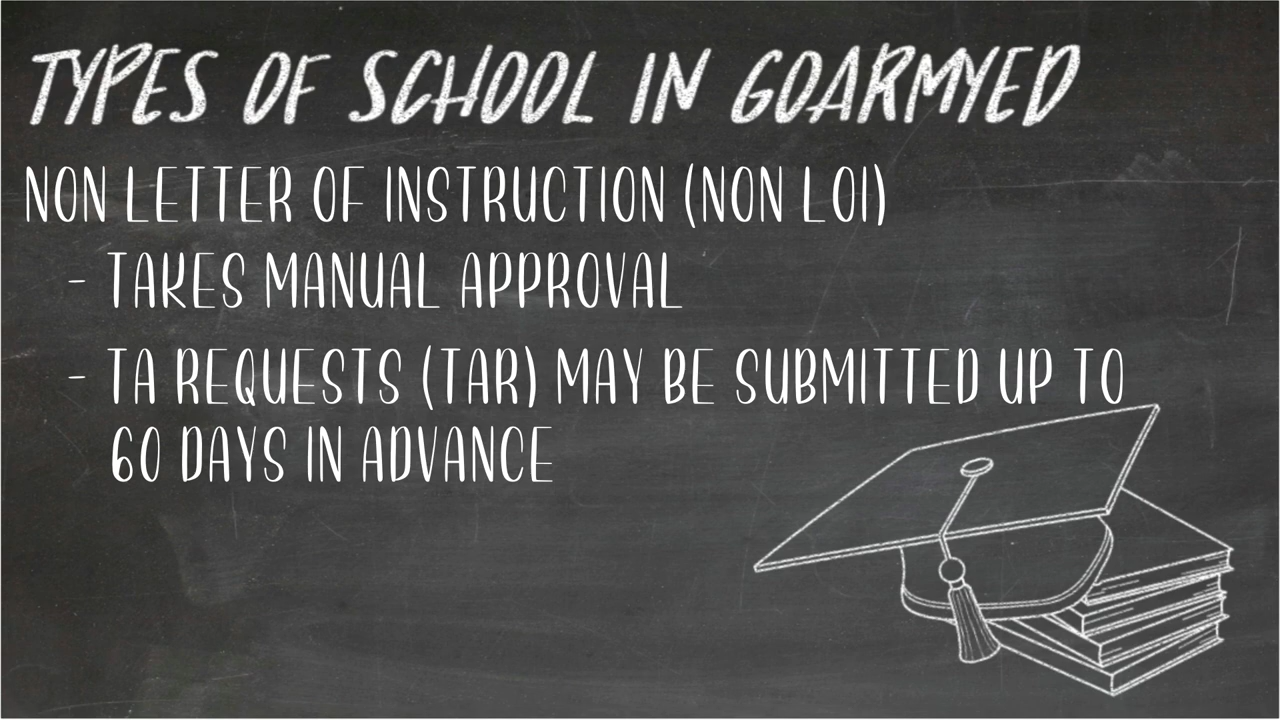 TYPES OF SCHOOL IN GOARMYED
NON LETTER OF INSTRUCTION (NON LOI)
- TAKES MANUAL APPROVAL
- TA REQUESTS (TAR) MAY BE SUBMITTED UP TO
60 DAYS IN ADVANCE